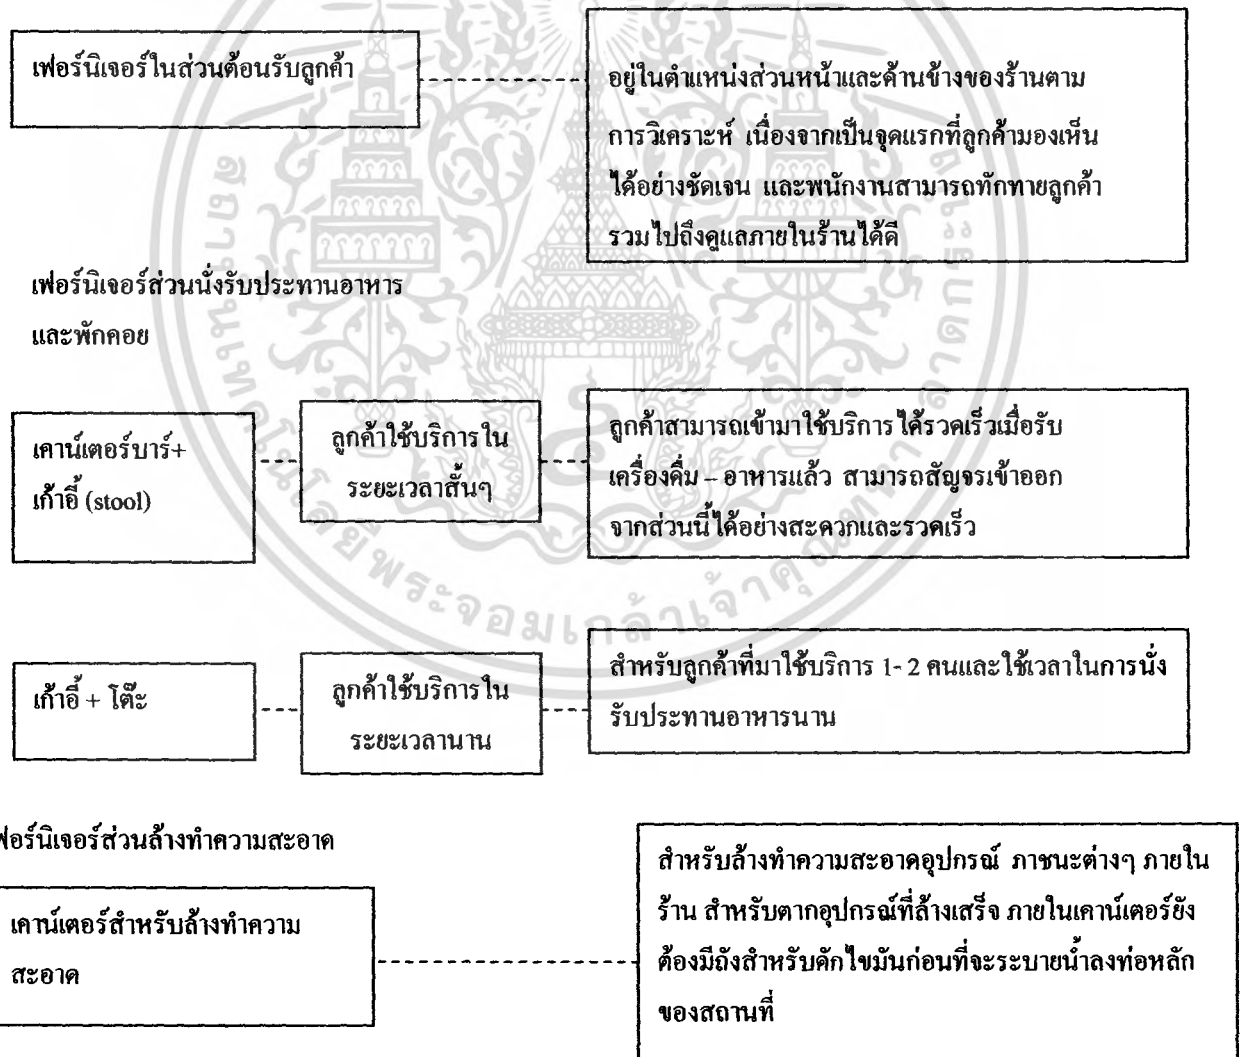 เฟอร์นิเจอร์ในส่วนต้อนรับลูกค้า
อยู่ในตำแหน่งส่วนหน้าและด้านข้างของร้านตาม
การวิเคราะห์ เนื่องจากเป็นจุดแรกที่ลูกค้ามองเห็น
ได้อย่างชัดเจน และพนักงานสามารถทักทายลูกค้า
รวมไปถึงดูแลภายในร้านได้ดี
เฟอร์นิเจอร์ส่วนนั่งรับประทานอาหาร
และพักคอย
เคาน์เตอร์บาร์+
เก้าอี้ (stool)
ลูกค้าใช้บริการใน
ระยะเวลาสั้นๆ
ลูกค้าสามารถเข้ามาใช้บริการได้รวดเร็วเมื่อรับ
เครื่องดื่ม – อาหารแล้ว สามารถสัญจรเข้าออก
จากส่วนนี้ได้อย่างสะดวกและรวดเร็ว
เก้าอี้ + โต๊ะ
ลูกค้าใช้บริการใน
ระยะเวลานาน
สำหรับลูกค้าที่มาใช้บริการ 1- 2 คนและใช้เวลาในการนั่ง
รับประทานอาหารนาน
ฟอร์นิเจอร์ส่วนล้างทำความสะอาด
เคาน์เตอร์สำหรับล้างทำความ
สะอาด
สำหรับล้างทำความสะอาดอุปกรณ์ ภาชนะต่างๆ ภายใน
ร้าน สำหรับตากอุปกรณ์ที่ล้างเสร็จ ภายในเคาน์เตอร์ยัง
ต้องมีถังสำหรับดักไขมันก่อนที่จะระบายน้ำลงท่อหลัก
ของสถานที่